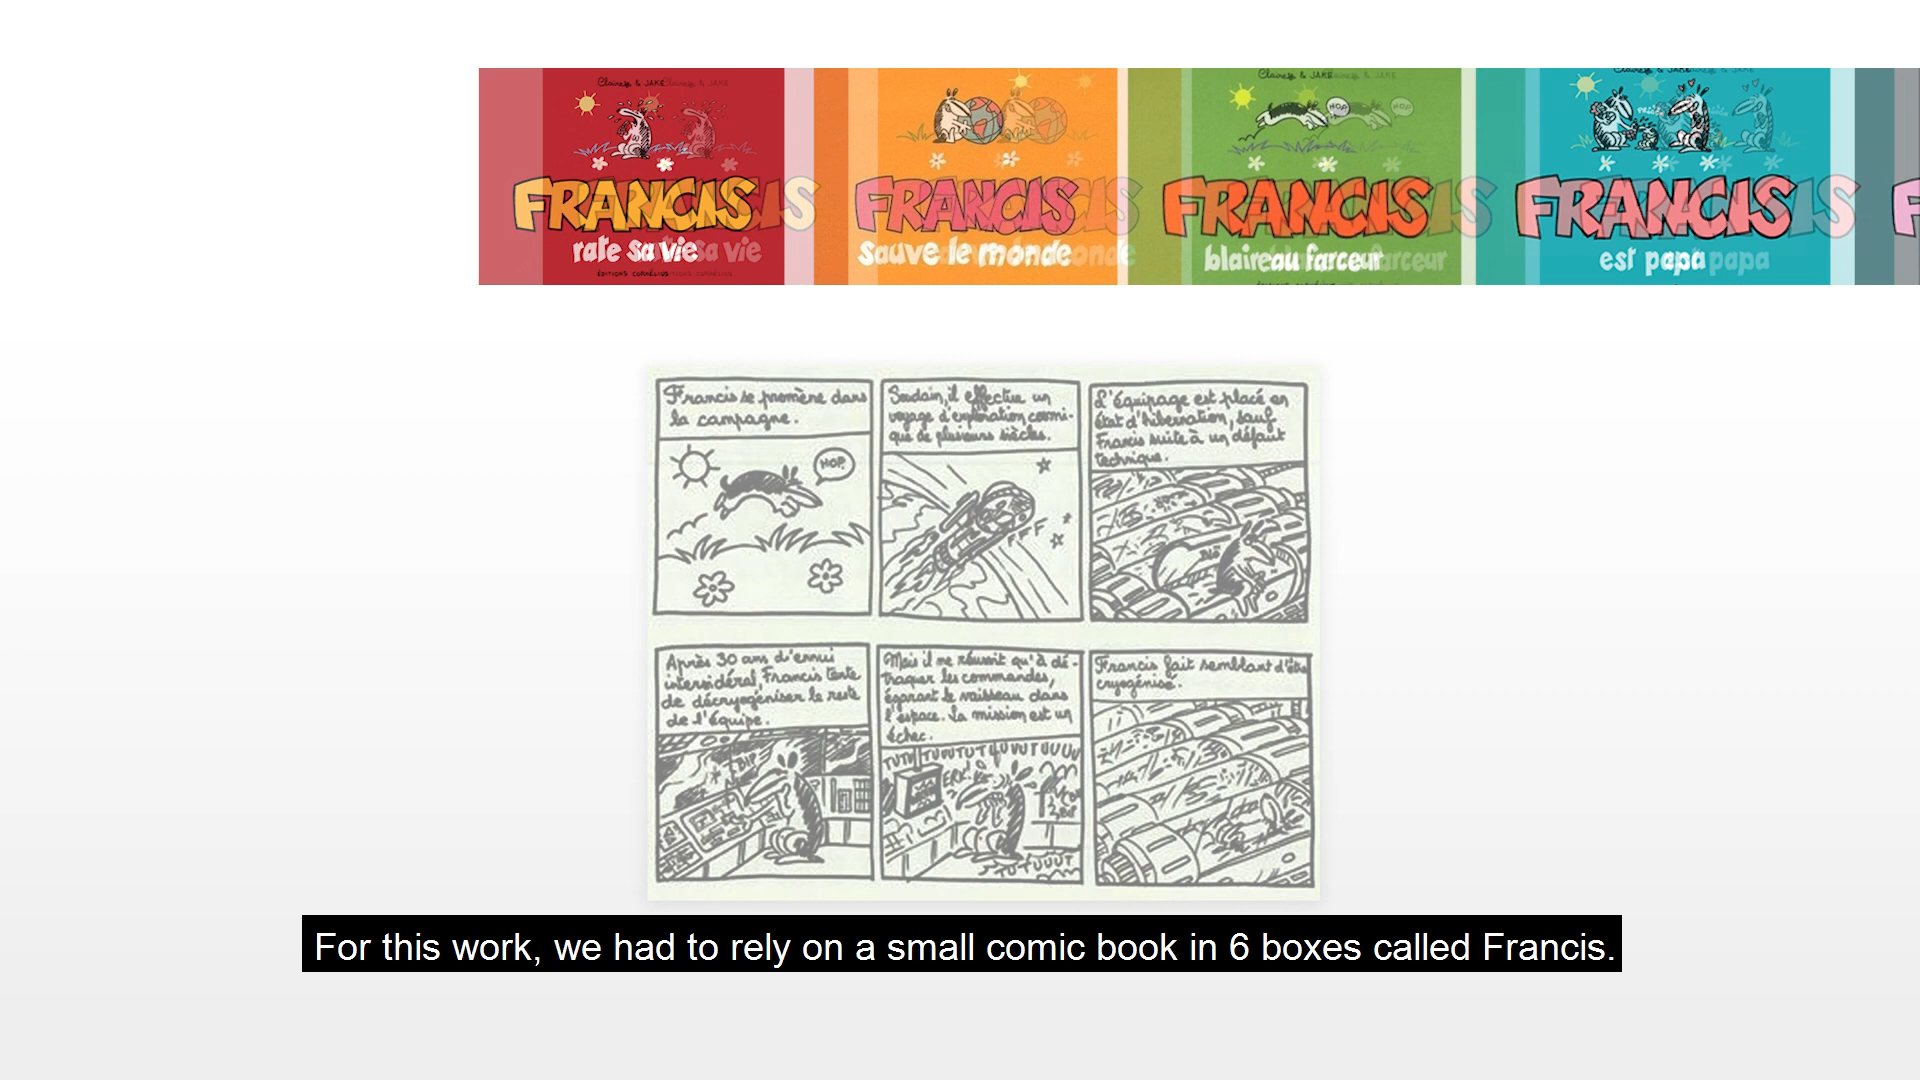 Claire & JAKE
FRANCIS
rate sa vie
ÉDITIONS CORNÉLIUS
FRANCIS
sauve le monde
Claire & JAKE
HOP
HOP
FRANCIS
blaireau farceur
Claire & JAKE
FRANCIS
est papa
F
Francis se promène dans
la campagne.
HOP.
Soudain, il effectue un
voyage d'exploration cosmi-
que de plusieurs siècles.
FFF
L'équipage est placé en
état d'hibernation, sauf
Francis suite à un défaut
technique.
Après 30 ans d'ennui
intersidéral, Francis tente
de décryogéniser le reste
de l'équipe.
BIP
Mais il ne réussit qu'à dé-
traquer les commandes,
égarant le vaisseau dans
l'espace. La mission est un
échec.
Francis fait semblant d'être
cryogénisé.
For this work, we had to rely on a small comic book in 6 boxes called Francis.